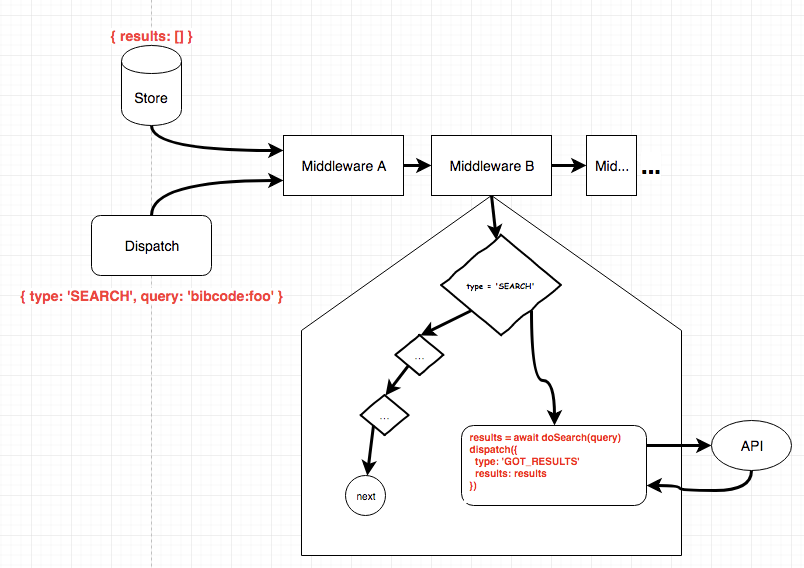 { results: [] }
Store
Middleware A
Middleware B
Mid...
...
Dispatch
{ type: 'SEARCH', query: 'bibcode:foo' }
type = 'SEARCH'
...
...
next
results = await doSearch(query)
dispatch({
type: 'GOT_RESULTS'
results: results
})
API